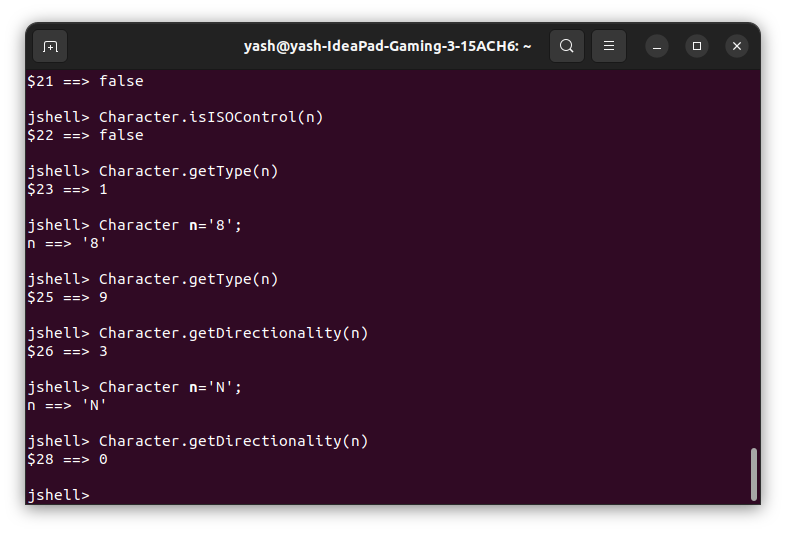 yash@yash-IdeaPad-Gaming-3-15ACH6: ~
$21 ==> false
jshell> Character.isISOControl(n)
$22 ==> false
jshell> Character.getType(n)
$23 ==> 1
jshell> Character n='8';
n ==> '8'
jshell> Character.getType(n)
$25 ==> 9
jshell> Character.getDirectionality(n)
$26 ==> 3
jshell> Character n='N';
n ==> 'N'
jshell> Character.getDirectionality(n)
$28 ==> 0
jshell>